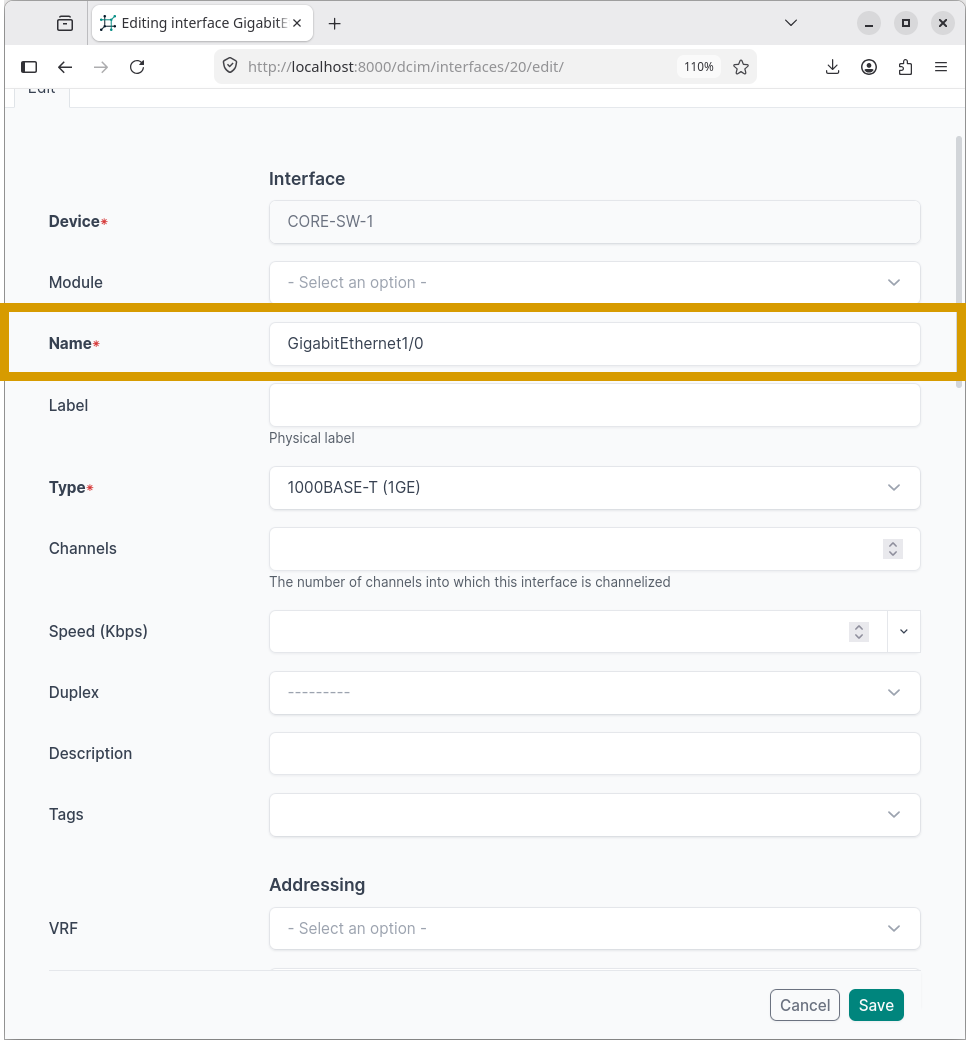 Editing interface GigabitE
http://localhost:8000/dcim/interfaces/20/edit/
110%
Edit
Interface
Device*
CORE-SW-1
Module
- Select an option -
Name*
GigabitEthernet1/0
Label
Physical label
Type*
1000BASE-T (1GE)
Channels
The number of channels into which this interface is channelized
Speed (Kbps)
Duplex
---------
Description
Tags
Addressing
VRF
- Select an option -
Cancel
Save